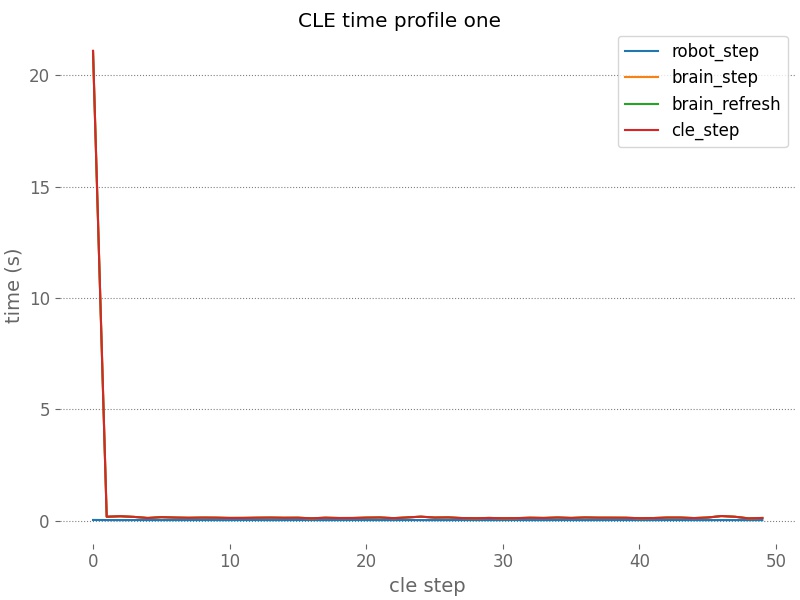 CLE time profile one
robot_step
brain_step
brain_refresh
cle_step
time (s)
20
15
10
5
0
0 10 20 30 40 50
cle step